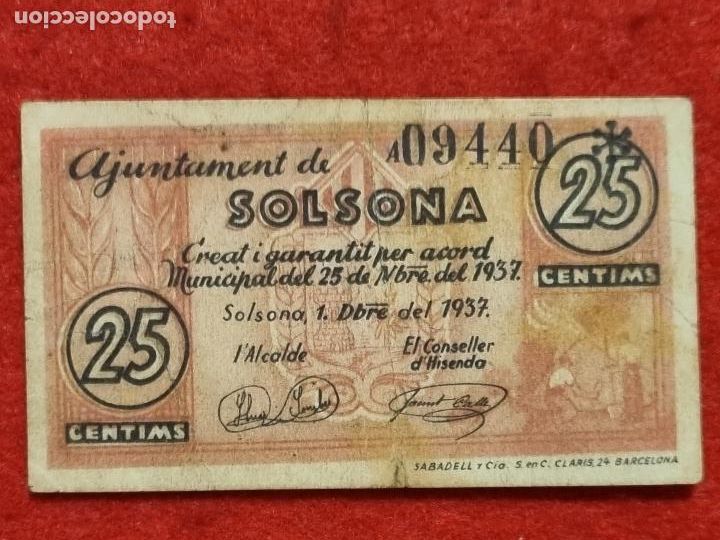 todocoleccion
A09440
Ajuntament de
SOLSONA
25
CENTIMS
Creat i garantit per acord
Municipal del 25 de Nbre. del 1937.
Solsona, 1. Dbre del 1937.
l'Alcalde
El Conseller
d'Hisenda
25
CENTIMS
SABADELL y Cia. S. en C. CLARIS, 24 BARCELONA